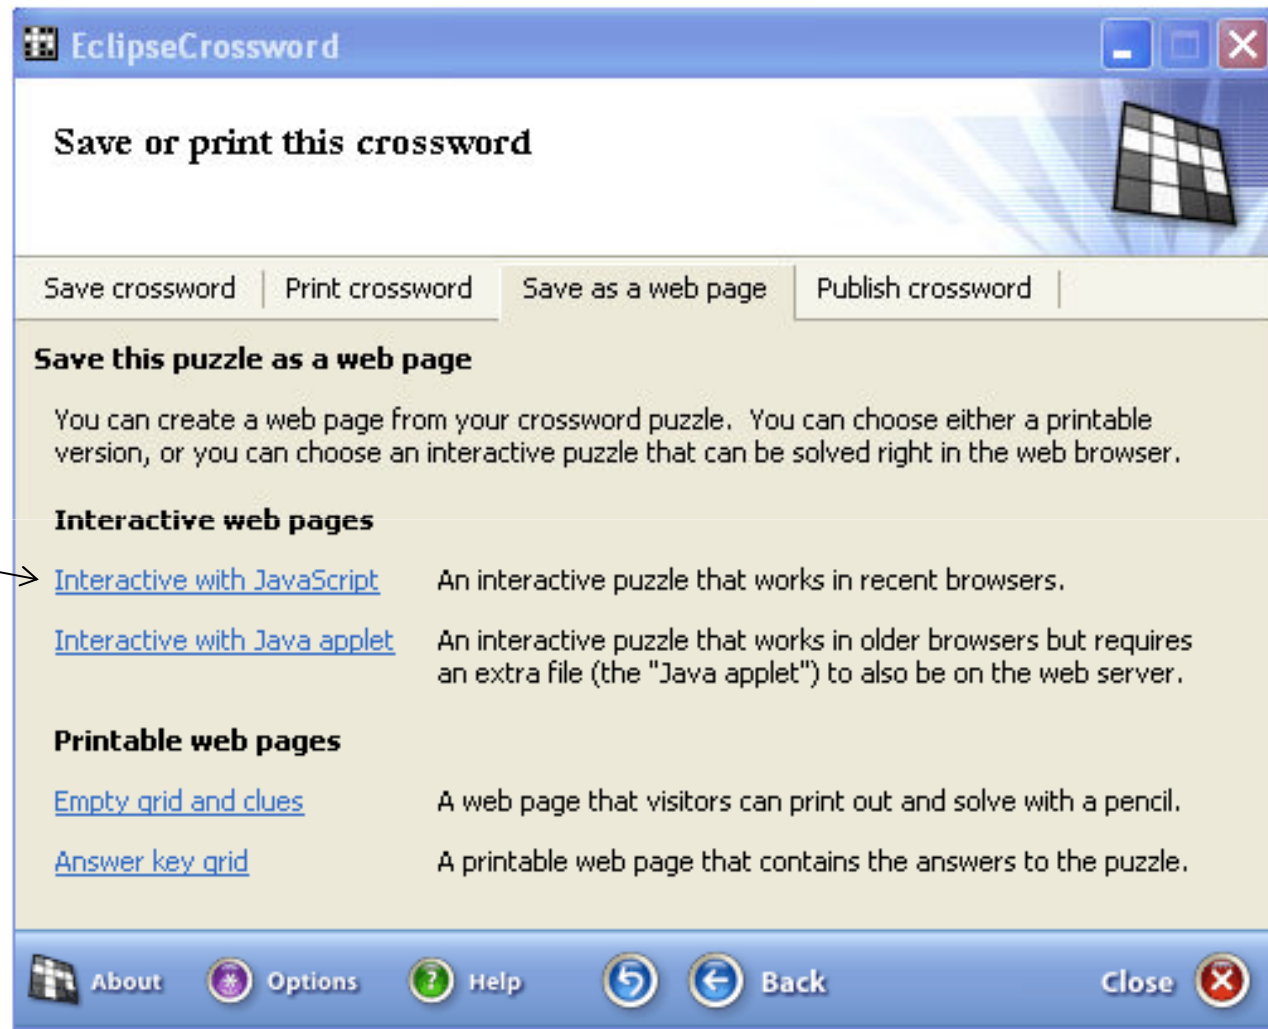 EclipseCrossword
Save or print this crossword
Save crossword Print crossword Save as a web page Publish crossword
Save this puzzle as a web page
You can create a web page from your crossword puzzle. You can choose either a printable
version, or you can choose an interactive puzzle that can be solved right in the web browser.
Interactive web pages
Interactive with JavaScript An interactive puzzle that works in recent browsers.
Interactive with Java applet An interactive puzzle that works in older browsers but requires
an extra file (the "Java applet") to also be on the web server.
Printable web pages
Empty grid and clues A web page that visitors can print out and solve with a pencil.
Answer key grid A printable web page that contains the answers to the puzzle.
About Options Help Back Close